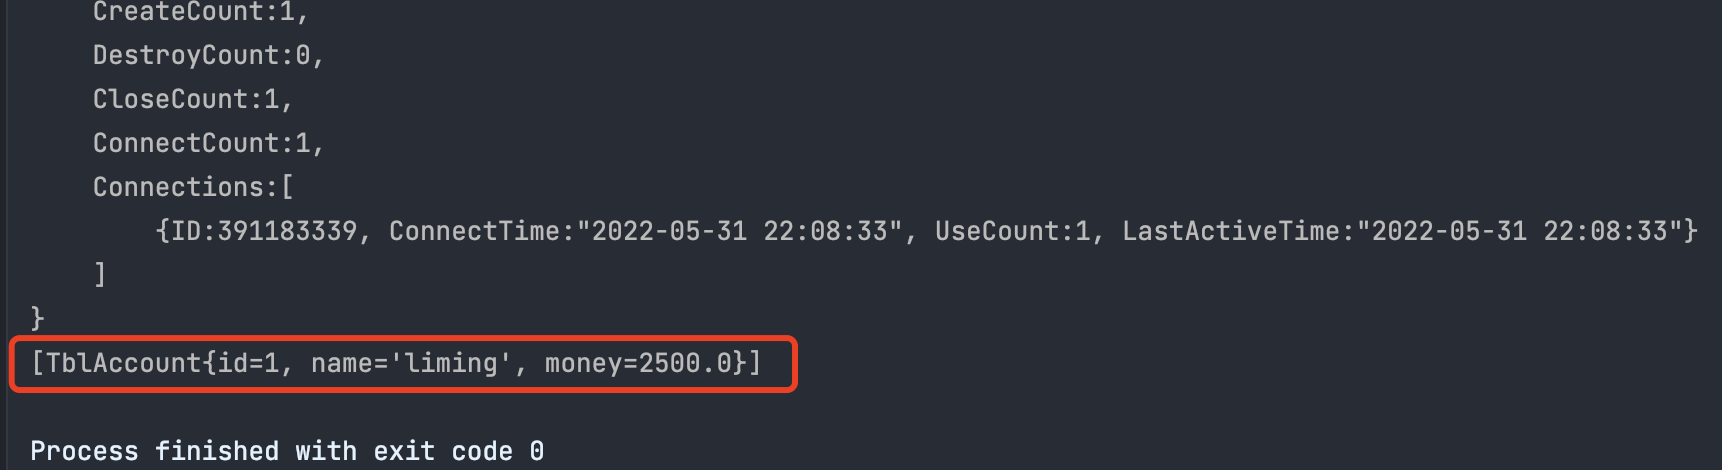 CreateCount:1,
DestroyCount:0,
CloseCount:1,
ConnectCount:1,
Connections:[
{ID:391183339, ConnectTime:"2022-05-31 22:08:33", UseCount:1, LastActiveTime:"2022-05-31 22:08:33"}
]
}
[TblAccount{id=1, name='liming', money=2500.0}]
Process finished with exit code 0